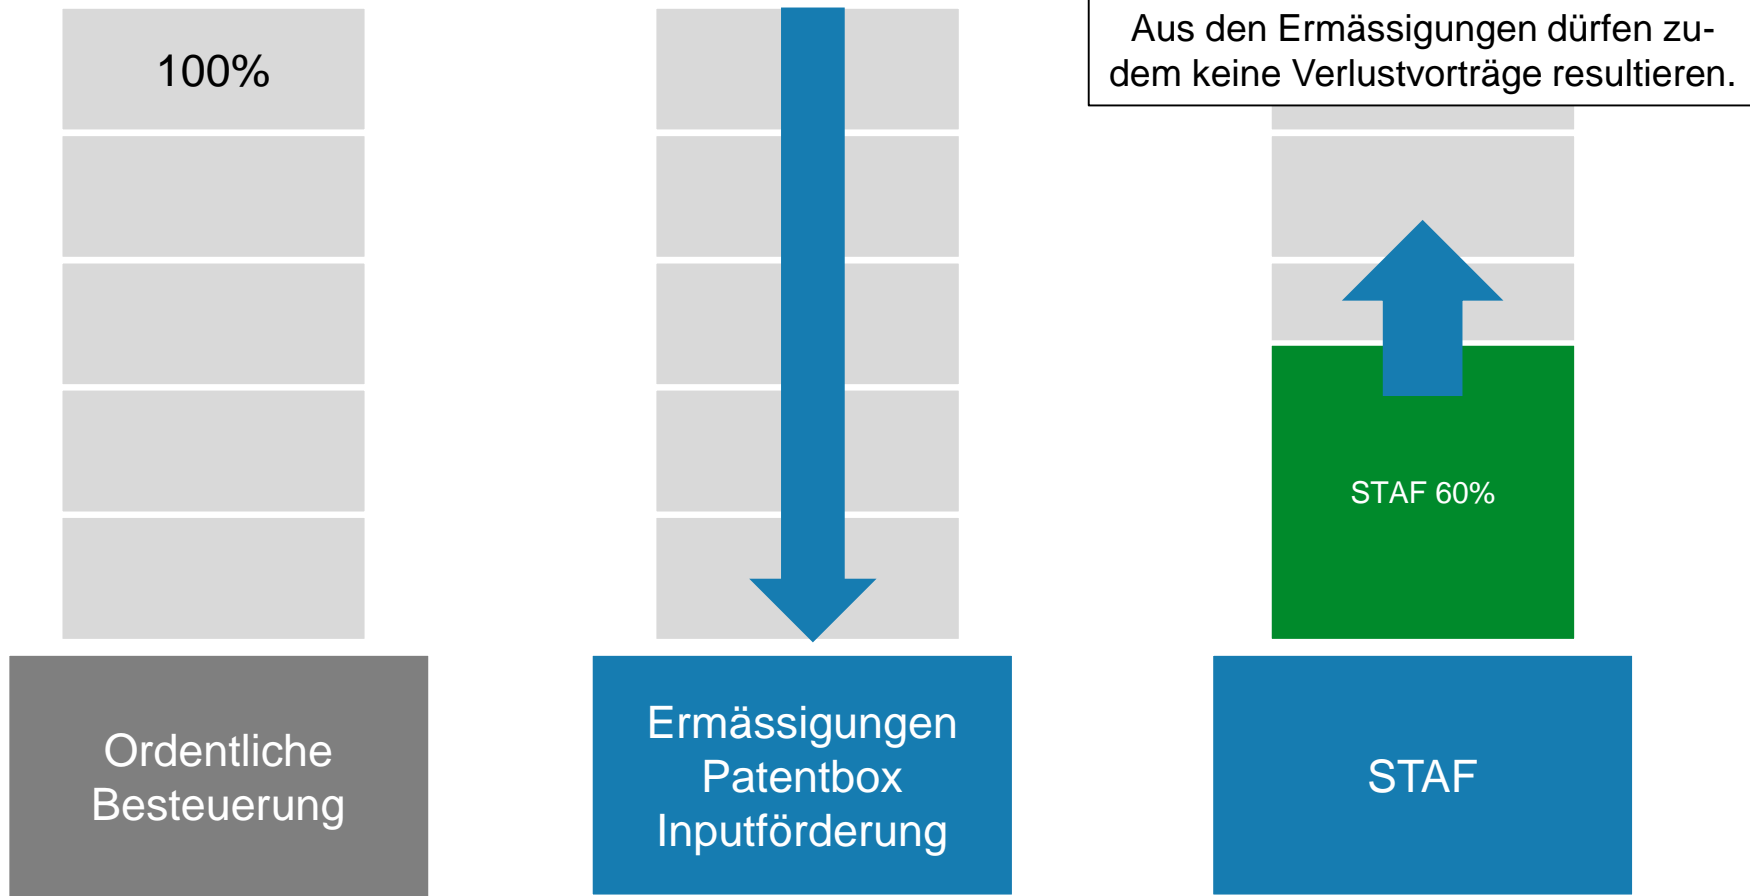 Aus den Ermässigungen dürfen zu-
dem keine Verlustvorträge resultieren.
100%
STAF 60%
Ordentliche
Besteuerung
Ermässigungen
Patentbox
Inputförderung
STAF